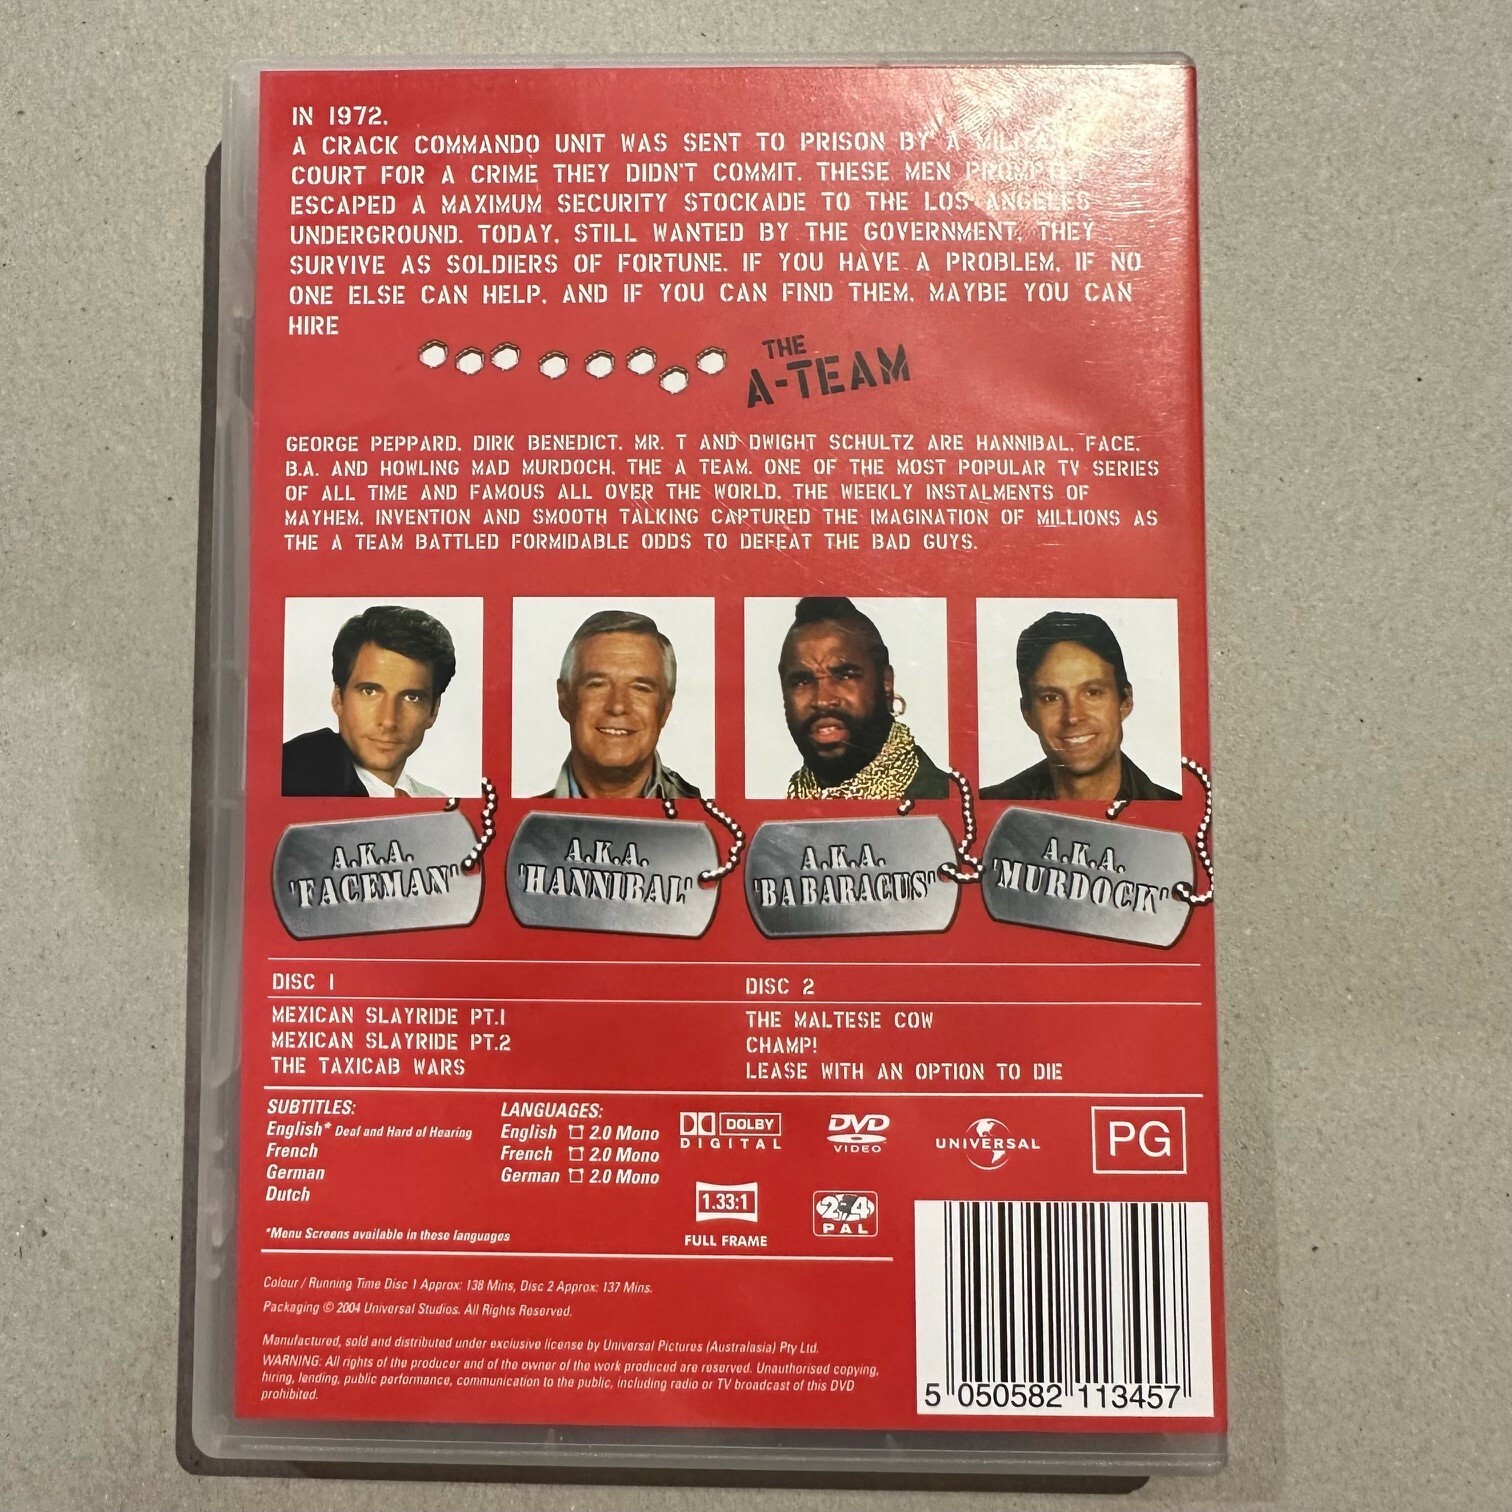 IN 1972,
A CRACK COMMANDO UNIT WAS SENT TO PRISON BY A MILITARY
COURT FOR A CRIME THEY DIDN'T COMMIT. THESE MEN PROMPTLY
ESCAPED A MAXIMUM SECURITY STOCKADE TO THE LOS ANGELES
UNDERGROUND. TODAY, STILL WANTED BY THE GOVERNMENT, THEY
SURVIVE AS SOLDIERS OF FORTUNE. IF YOU HAVE A PROBLEM, IF NO
ONE ELSE CAN HELP, AND IF YOU CAN FIND THEM, MAYBE YOU CAN
HIRE
THE
A-TEAM
GEORGE PEPPARD, DIRK BENEDICT, MR. T AND DWIGHT SCHULTZ ARE HANNIBAL, FACE,
B.A. AND HOWLING MAD MURDOCH, THE A TEAM. ONE OF THE MOST POPULAR TV SERIES
OF ALL TIME AND FAMOUS ALL OVER THE WORLD, THE WEEKLY INSTALMENTS OF
MAYHEM, INVENTION AND SMOOTH TALKING CAPTURED THE IMAGINATION OF MILLIONS AS
THE A TEAM BATTLED FORMIDABLE ODDS TO DEFEAT THE BAD GUYS.
A.K.A.
'FACEMAN'
A.K.A.
'HANNIBAL'
A.K.A.
'BABARACUS'
A.K.A.
'MURDOCK'
DISC 1
MEXICAN SLAYRIDE PT.1
MEXICAN SLAYRIDE PT.2
THE TAXICAB WARS
DISC 2
THE MALTESE COW
CHAMP!
LEASE WITH AN OPTION TO DIE
SUBTITLES:
English* Deaf and Hard of Hearing
French
German
Dutch
*Menu Screens available in these languages
LANGUAGES:
English 2.0 Mono
French 2.0 Mono
German 2.0 Mono
DOLBY
DIGITAL
DVD
VIDEO
UNIVERSAL
PG
1.33:1
FULL FRAME
2 4
PAL
Colour / Running Time Disc 1 Approx: 138 Mins, Disc 2 Approx: 137 Mins.
Packaging © 2004 Universal Studios. All Rights Reserved.
Manufactured, sold and distributed under exclusive license by Universal Pictures (Australasia) Pty Ltd.
WARNING: All rights of the producer and of the owner of the work produced are reserved. Unauthorised copying,
hiring, lending, public performance, communication to the public, including radio or TV broadcast of this DVD
prohibited.
5 050582 113457